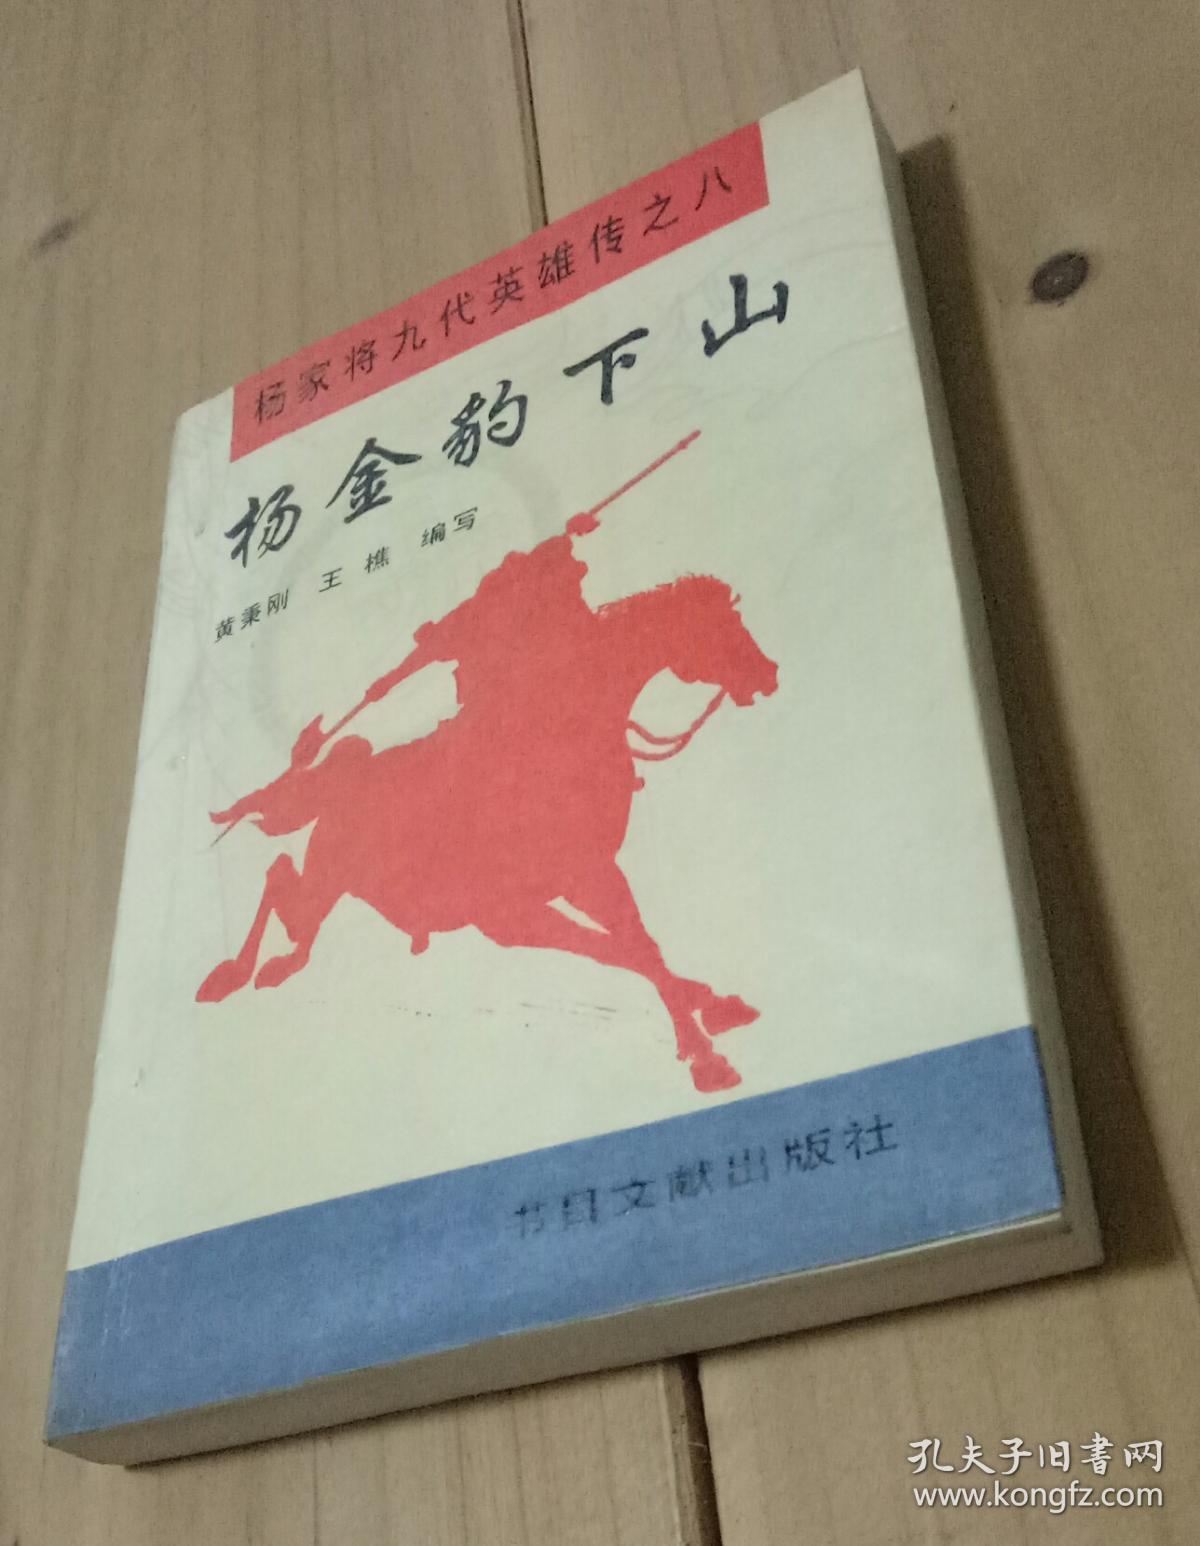 杨家将九代英雄传之八
杨金豹下山
黄秉刚 王樵 编写
书目文献出版社
孔夫子旧書网
www.kongfz.com